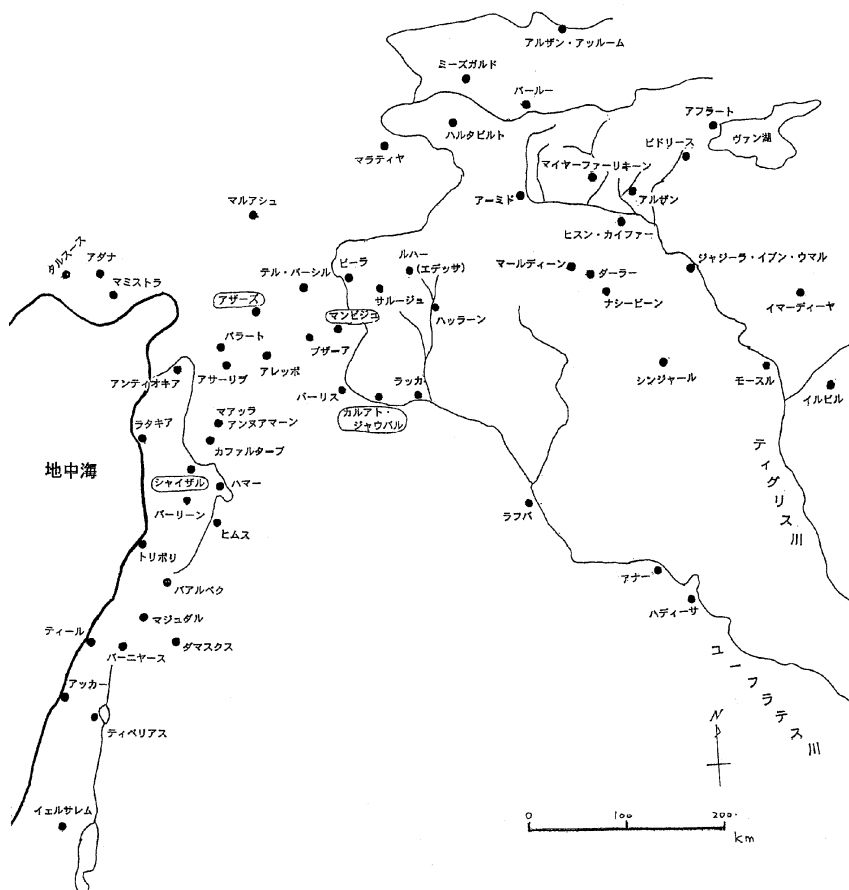 アルザン・アッルーム
ミーズガルド
バールー
アフラート
ハルタビルト
ビドリース
ヴァン湖
マラティヤ
マイヤーファーリキーン
アーミド
アルザン
マルアシュ
ヒスン・カイファー
タルスース
アダナ
マミストラ
テル・バーシル
ビーラ
ルハー
(エデッサ)
マールディーン
ダーラー
ジャジーラ・イブン・ウマル
アザーズ
サルージュ
ナシービーン
イマーディーヤ
マンビジュ
ハッラーン
バラート
ブザーア
アンティオキア
アサーリブ
アレッポ
シンジャール
モースル
イルビル
バーリス
ラッカ
カルアト・
ジャウバル
マアッラ
アンヌアマーン
ラタキア
カファルターブ
地中海
シャイザル
ハマー
バーリーン
ヒムス
ラフバ
ティグリス川
トリポリ
アナー
バアルベク
ハディーサ
マジュダル
ティール
バーニヤース
ダマスクス
ユーフラテス川
アッカー
ティベリアス
N
イェルサレム
0 100 200
km